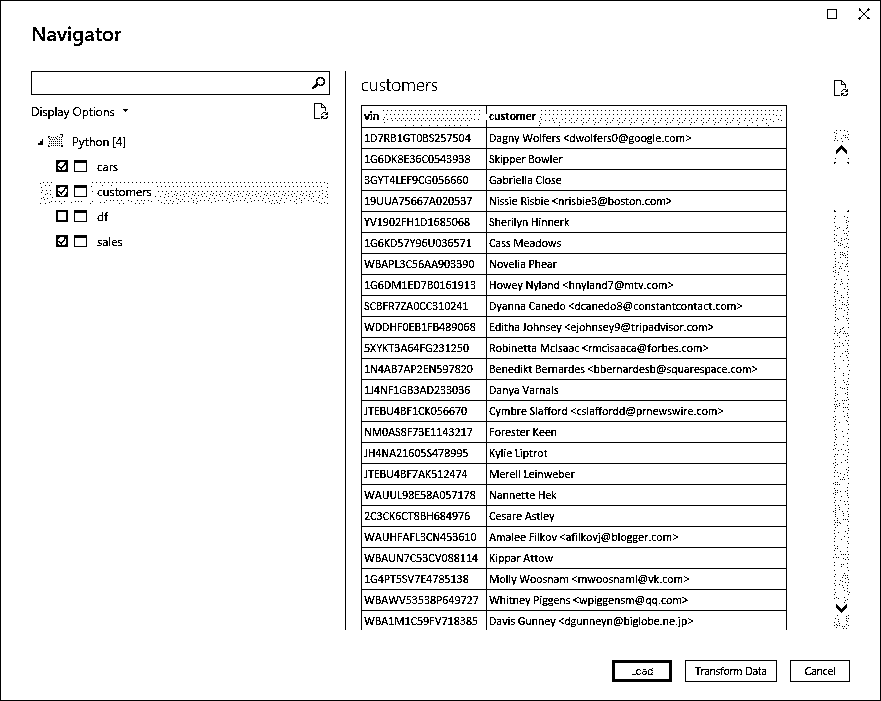 Navigator
Display Options
Python [4]
cars
customers
df
sales
customers
vin customer
1D7RB1GT0BS257504 Dagny Wolfers <dwolfers0@google.com>
1G6DK8E36C0543938 Skipper Bowler
3GYT4LEF9CG056660 Gabriella Close
19UUA75667A020537 Nissie Risbie <nrisbie3@boston.com>
YV1902FH1D1685068 Sherilyn Hinnerk
1G6KD57Y96U036571 Cass Meadows
WBAPL3C56AA903390 Novelia Phear
1G6DM1ED7B0161913 Howey Nyland <hnyland7@mtv.com>
SCBFR7ZA0CC310241 Dyanna Canedo <dcanedo8@constantcontact.com>
WDDHF0EB1FB489068 Editha Johnsey <ejohnsey9@tripadvisor.com>
5XYKT3A64FG231250 Robinetta McIsaac <rmcisaaca@forbes.com>
1N4AB7AP2EN597820 Benedikt Bernardes <bbernardesb@squarespace.com>
1J4NF1GB3AD233036 Danya Varnals
JTEBU4BF1CK056670 Cymbre Slafford <cslaffordd@prnewswire.com>
NM0AS8F73E1143217 Forester Keen
JH4NA21605S478995 Kylie Liptrot
JTEBU4BF7AK512474 Merell Leinweber
WAUUL98E58A057178 Nannette Hek
2C3CK6CT8BH684976 Cesare Astley
WAUHFAFL3CN453610 Amalee Filkov <afilkovj@blogger.com>
WBAUN7C53CV088114 Kippar Attow
1G4PT5SV7E4785138 Molly Woosnam <mwoosnaml@vk.com>
WBAWV53538P649727 Whitney Piggens <wpiggensm@qq.com>
WBA1M1C59FV718385 Davis Gunney <dgunneyn@biglobe.ne.jp>
Load Transform Data Cancel